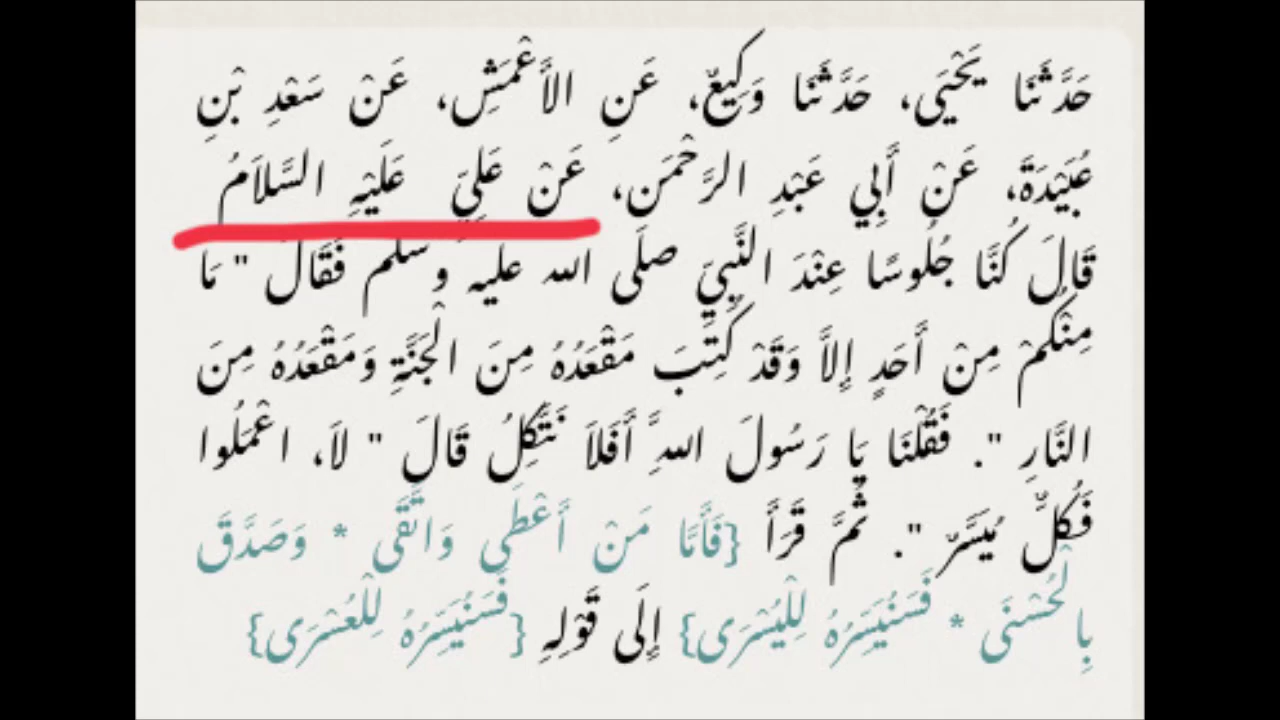 حَدَّثَنَا يَحْيَى، حَدَّثَنَا وَكِيعٌ، عَنِ الأَعْمَشِ، عَنْ سَعْدِ بْنِ
عُبَيْدَةَ، عَنْ أَبِي عَبْدِ الرَّحْمَنِ، عَنْ عَلِيٍّ عَلَيْهِ السَّلاَمُ
قَالَ كُنَّا جُلُوسًا عِنْدَ النَّبِيِّ صلى الله عليه وسلم فَقَالَ " مَا
مِنْكُمْ مِنْ أَحَدٍ إِلاَّ وَقَدْ كُتِبَ مَقْعَدُهُ مِنَ الْجَنَّةِ وَمَقْعَدُهُ مِنَ
النَّارِ ". فَقُلْنَا يَا رَسُولَ اللَّهِ أَفَلاَ نَتَّكِلُ قَالَ " لاَ، اعْمَلُوا
فَكُلٌّ مُيَسَّرٌ ". ثُمَّ قَرَأَ {فَأَمَّا مَنْ أَعْطَى وَاتَّقَى * وَصَدَّقَ
بِالْحُسْنَى * فَسَنُيَسِّرُهُ لِلْيُسْرَى} إِلَى قَوْلِهِ {فَسَنُيَسِّرُهُ لِلْعُسْرَى}